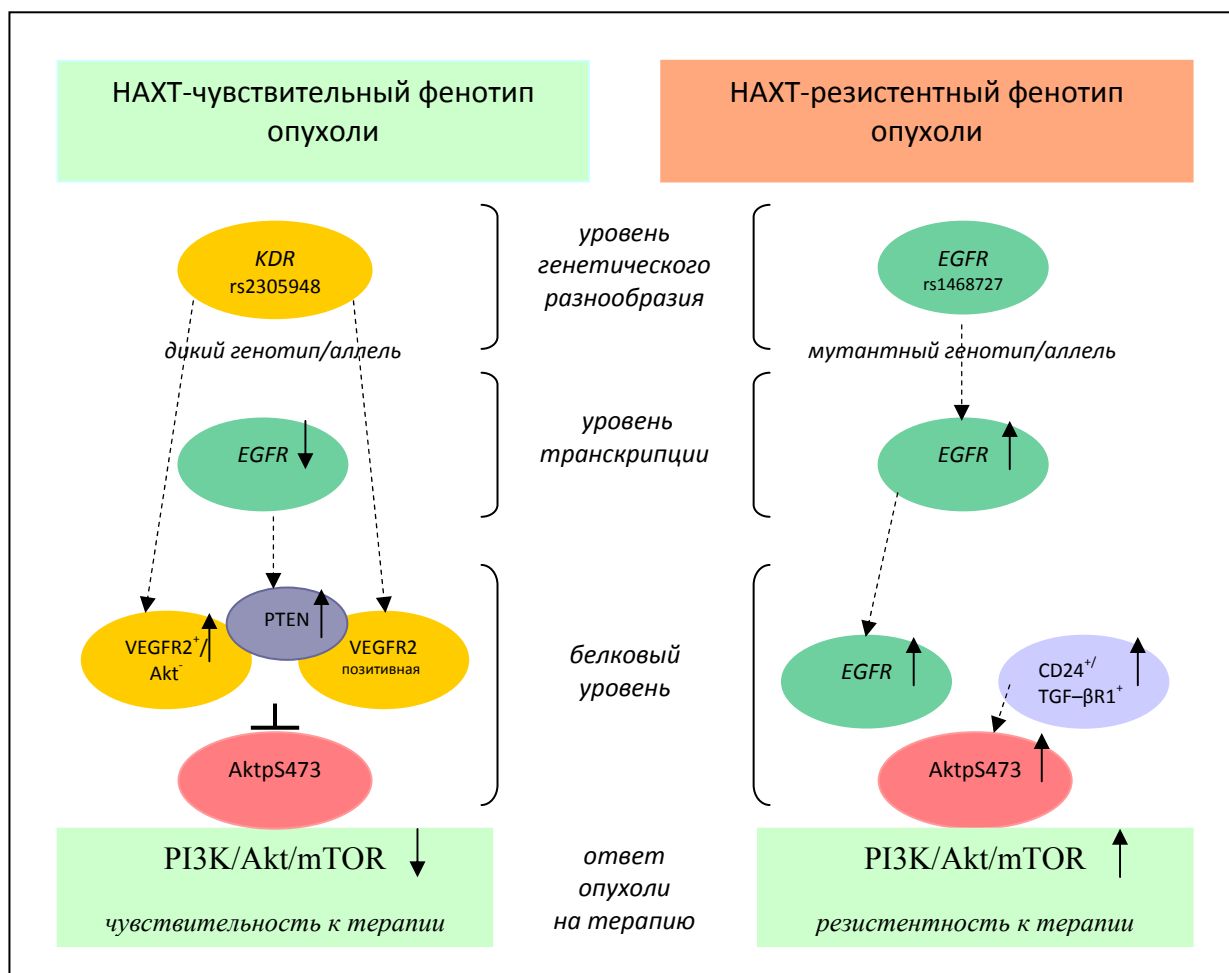 НАХТ-чувствительный фенотип
опухоли
НАХТ-резистентный фенотип
опухоли
уровень
генетического
разнообразия
KDR
rs2305948
EGFR
rs1468727
дикий генотип/аллель
мутантный генотип/аллель
уровень
транскрипции
EGFR
EGFR
белковый
уровень
VEGFR2⁺/
Akt⁻
PTEN
VEGFR2
позитивная
EGFR
CD24⁺/
TGF–βR1⁺
AktpS473
AktpS473
PI3K/Akt/mTOR
чувствительность к терапии
ответ
опухоли
на терапию
PI3K/Akt/mTOR
резистентность к терапии